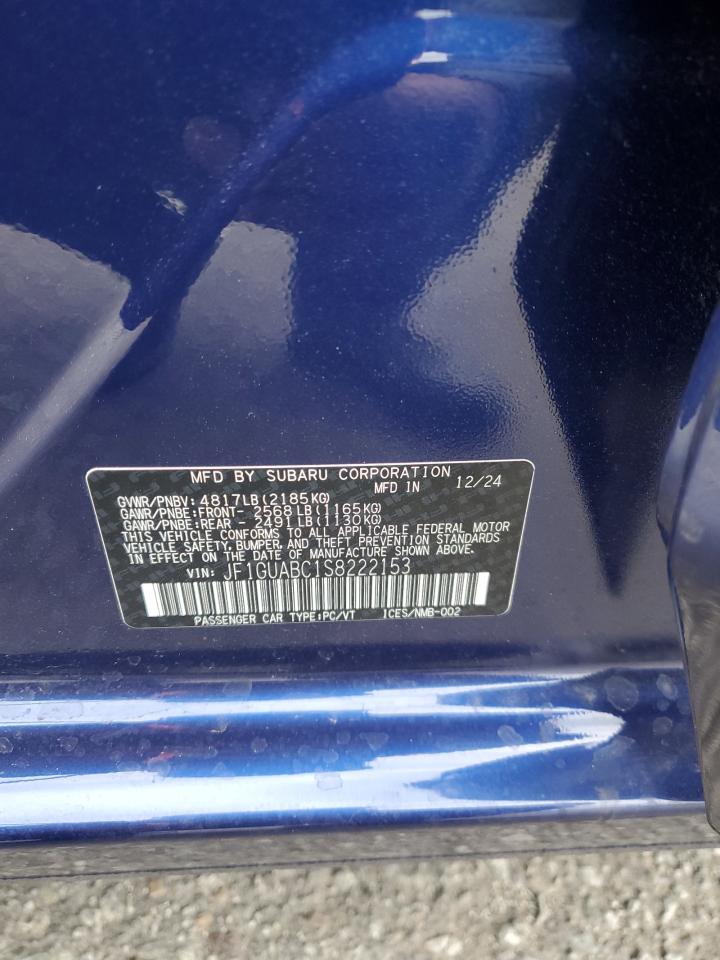 MFD BY SUBARU CORPORATION
MFD IN 12/24
GVWR/PNBV: 4817LB(2185KG)
GAWR/PNBE:FRONT- 2568LB(1165KG)
GAWR/PNBE:REAR - 2491LB(1130KG)
THIS VEHICLE CONFORMS TO ALL APPLICABLE FEDERAL MOTOR
VEHICLE SAFETY, BUMPER, AND THEFT PREVENTION STANDARDS
IN EFFECT ON THE DATE OF MANUFACTURE SHOWN ABOVE.
VIN: JF1GUABC1S8222153
PASSENGER CAR TYPE:PC/VT ICES/NMB-002